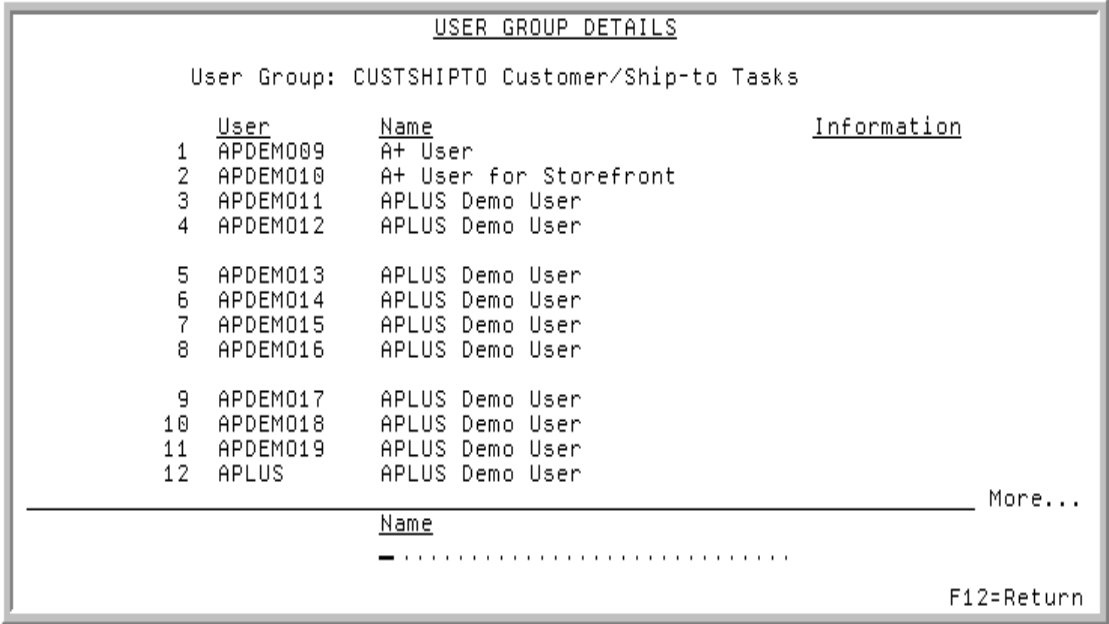 USER GROUP DETAILS
User Group: CUSTSHIPTO Customer/Ship-to Tasks
User Name Information
1 APDEMO09 A+ User
2 APDEMO10 A+ User for Storefront
3 APDEMO11 APLUS Demo User
4 APDEMO12 APLUS Demo User
5 APDEMO13 APLUS Demo User
6 APDEMO14 APLUS Demo User
7 APDEMO15 APLUS Demo User
8 APDEMO16 APLUS Demo User
9 APDEMO17 APLUS Demo User
10 APDEMO18 APLUS Demo User
11 APDEMO19 APLUS Demo User
12 APLUS APLUS Demo User
More...
Name
F12=Return